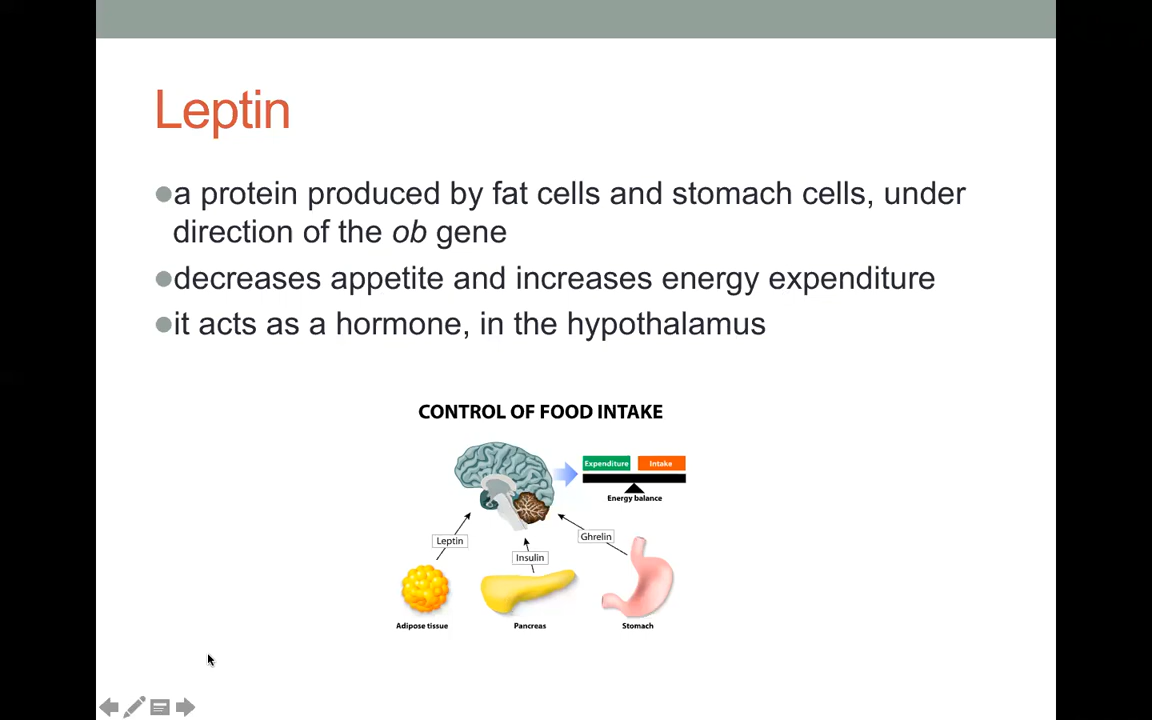 Leptin
●a protein produced by fat cells and stomach cells, under
direction of the ob gene
●decreases appetite and increases energy expenditure
●it acts as a hormone, in the hypothalamus
CONTROL OF FOOD INTAKE
Expenditure Intake
Energy balance
Leptin
Insulin
Ghrelin
Adipose tissue
Pancreas
Stomach